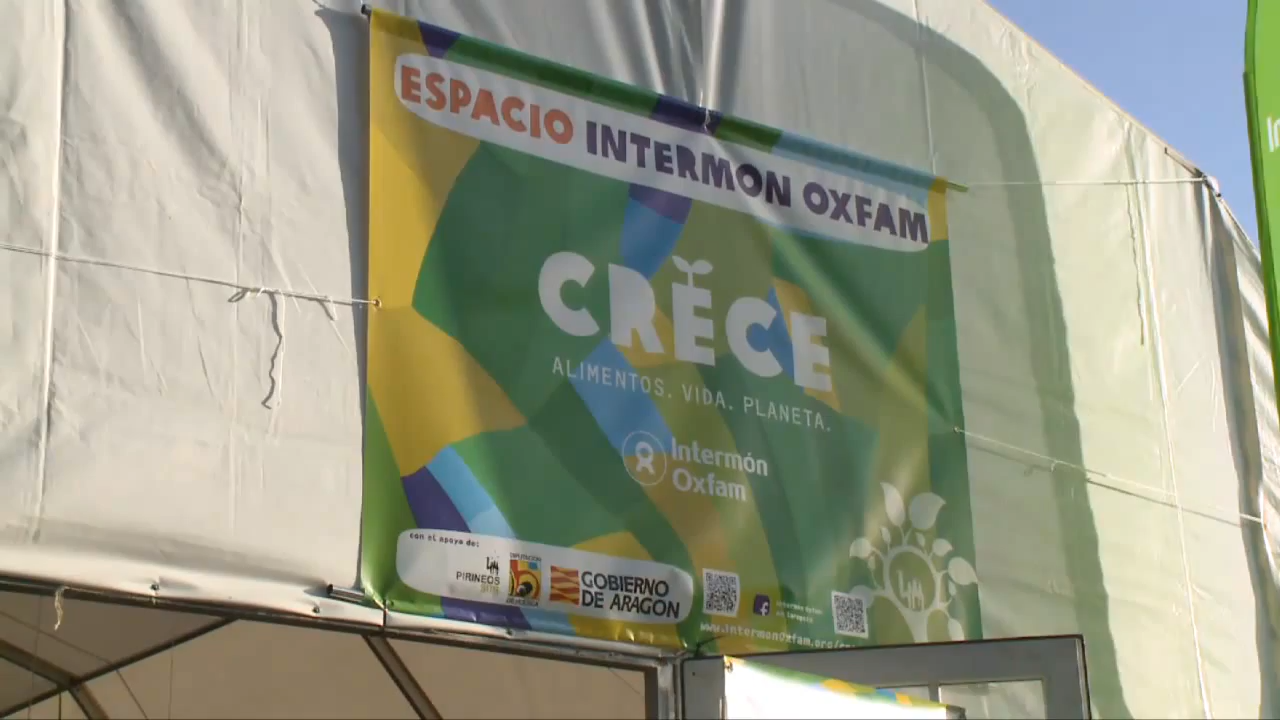 ESPACIO INTERMON OXFAM
CRECE
ALIMENTOS. VIDA. PLANETA.
Intermón
Oxfam
con el apoyo de:
DIPUTACIÓN
PIRINEOS
GOBIERNO
DE ARAGON
www.intermonOxfam.org